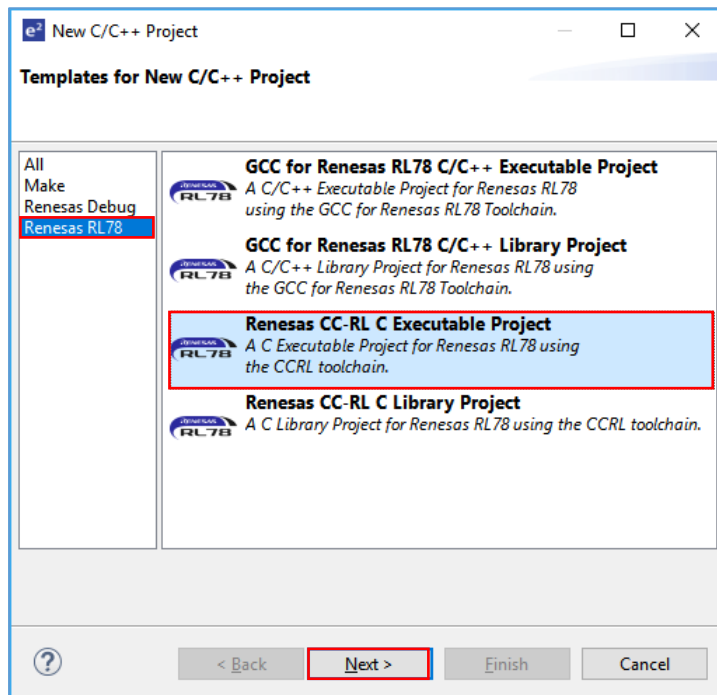 e² New C/C++ Project
Templates for New C/C++ Project
All
Make
Renesas Debug
Renesas RL78
GCC for Renesas RL78 C/C++ Executable Project
A C/C++ Executable Project for Renesas RL78
using the GCC for Renesas RL78 Toolchain.
GCC for Renesas RL78 C/C++ Library Project
A C/C++ Library Project for Renesas RL78 using
the GCC for Renesas RL78 Toolchain.
Renesas CC-RL C Executable Project
A C Executable Project for Renesas RL78 using
the CCRL toolchain.
Renesas CC-RL C Library Project
A C Library Project for Renesas RL78 using the CCRL toolchain.
RENESAS
RL78
RENESAS
RL78
RENESAS
RL78
RENESAS
RL78
?
< Back
Next >
Finish
Cancel